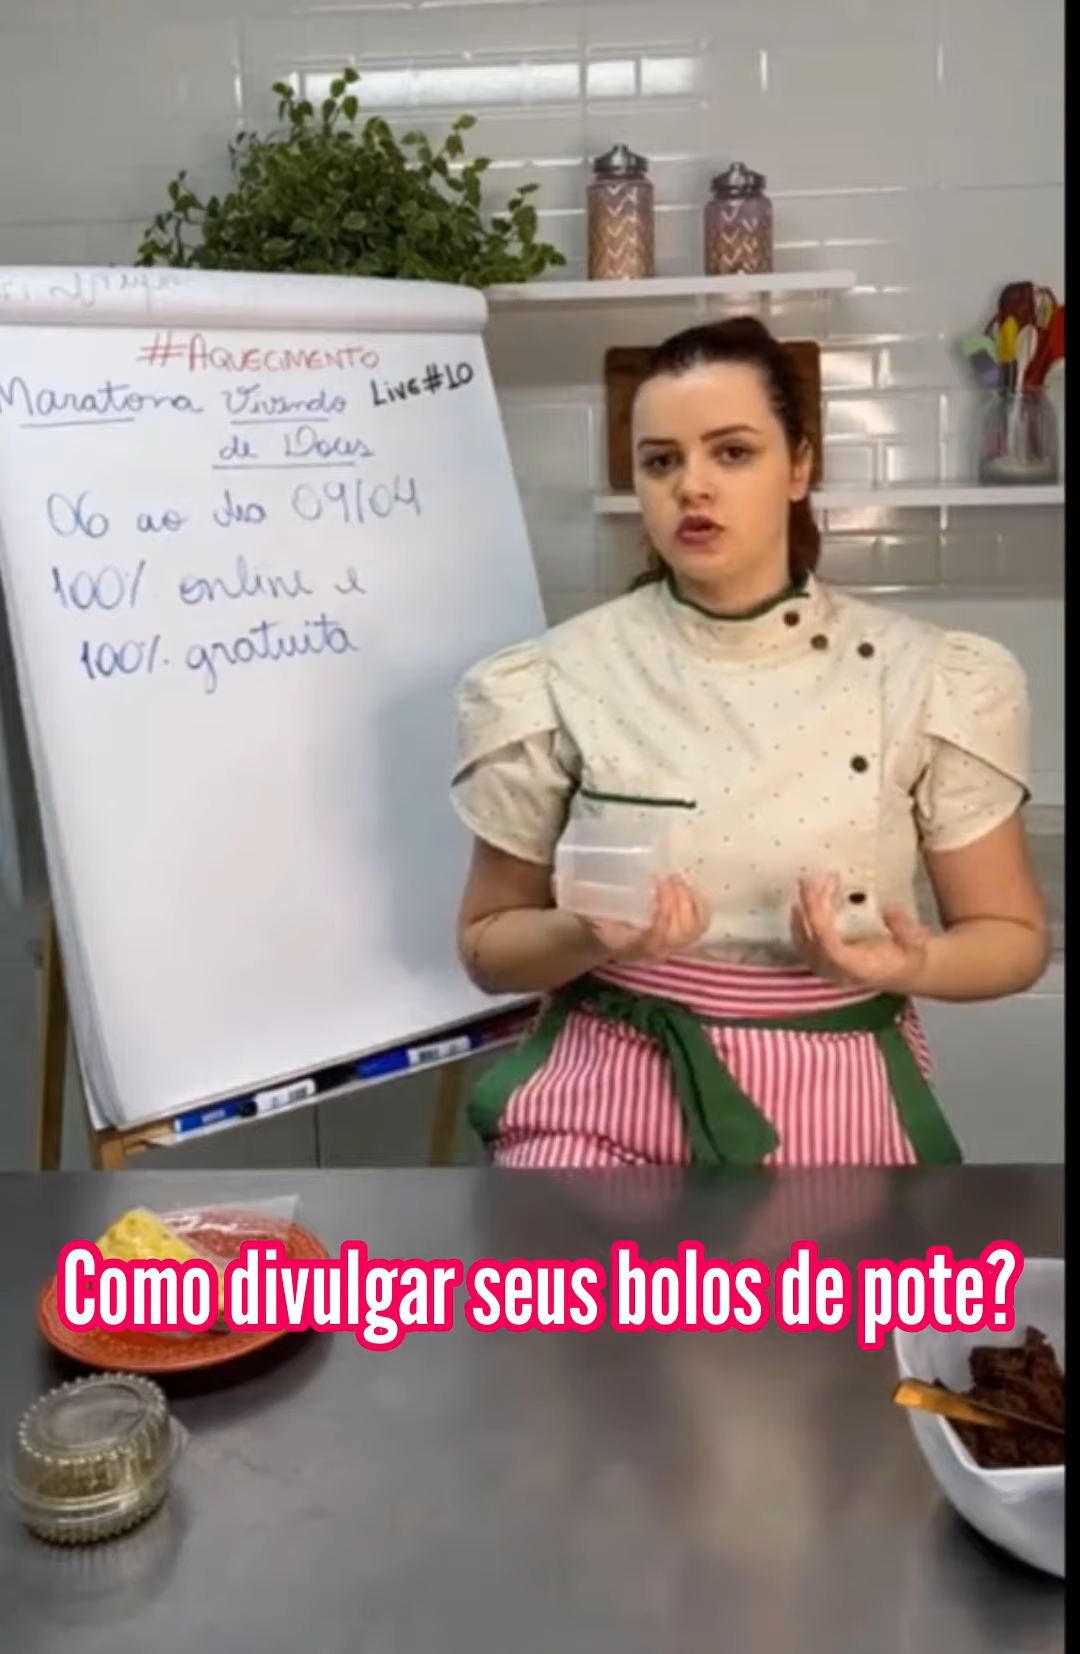 #AQUECIMENTO
Maratona Vivendo Live#10
de Doces
06 ao dia 09/04
100% online e
100% gratuita
Como divulgar seus bolos de pote?